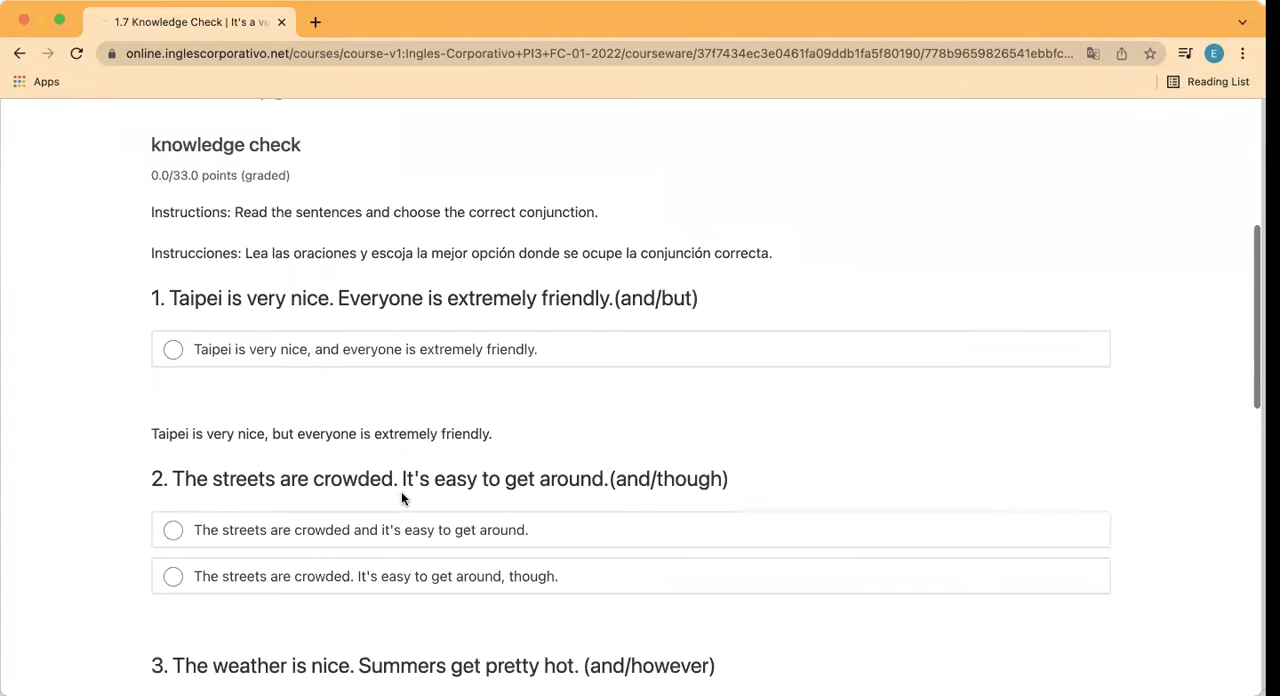 1.7 Knowledge Check | It's a ve
online.inglescorporativo.net/courses/course-v1:Ingles-Corporativo+PI3+FC-01-2022/courseware/37f7434ec3e0461fa09ddb1fa5f80190/778b9659826541ebbfc...
E
Apps
Reading List
knowledge check
0.0/33.0 points (graded)
Instructions: Read the sentences and choose the correct conjunction.
Instrucciones: Lea las oraciones y escoja la mejor opción donde se ocupe la conjunción correcta.
1. Taipei is very nice. Everyone is extremely friendly.(and/but)
Taipei is very nice, and everyone is extremely friendly.
Taipei is very nice, but everyone is extremely friendly.
2. The streets are crowded. It's easy to get around.(and/though)
The streets are crowded and it's easy to get around.
The streets are crowded. It's easy to get around, though.
3. The weather is nice. Summers get pretty hot. (and/however)